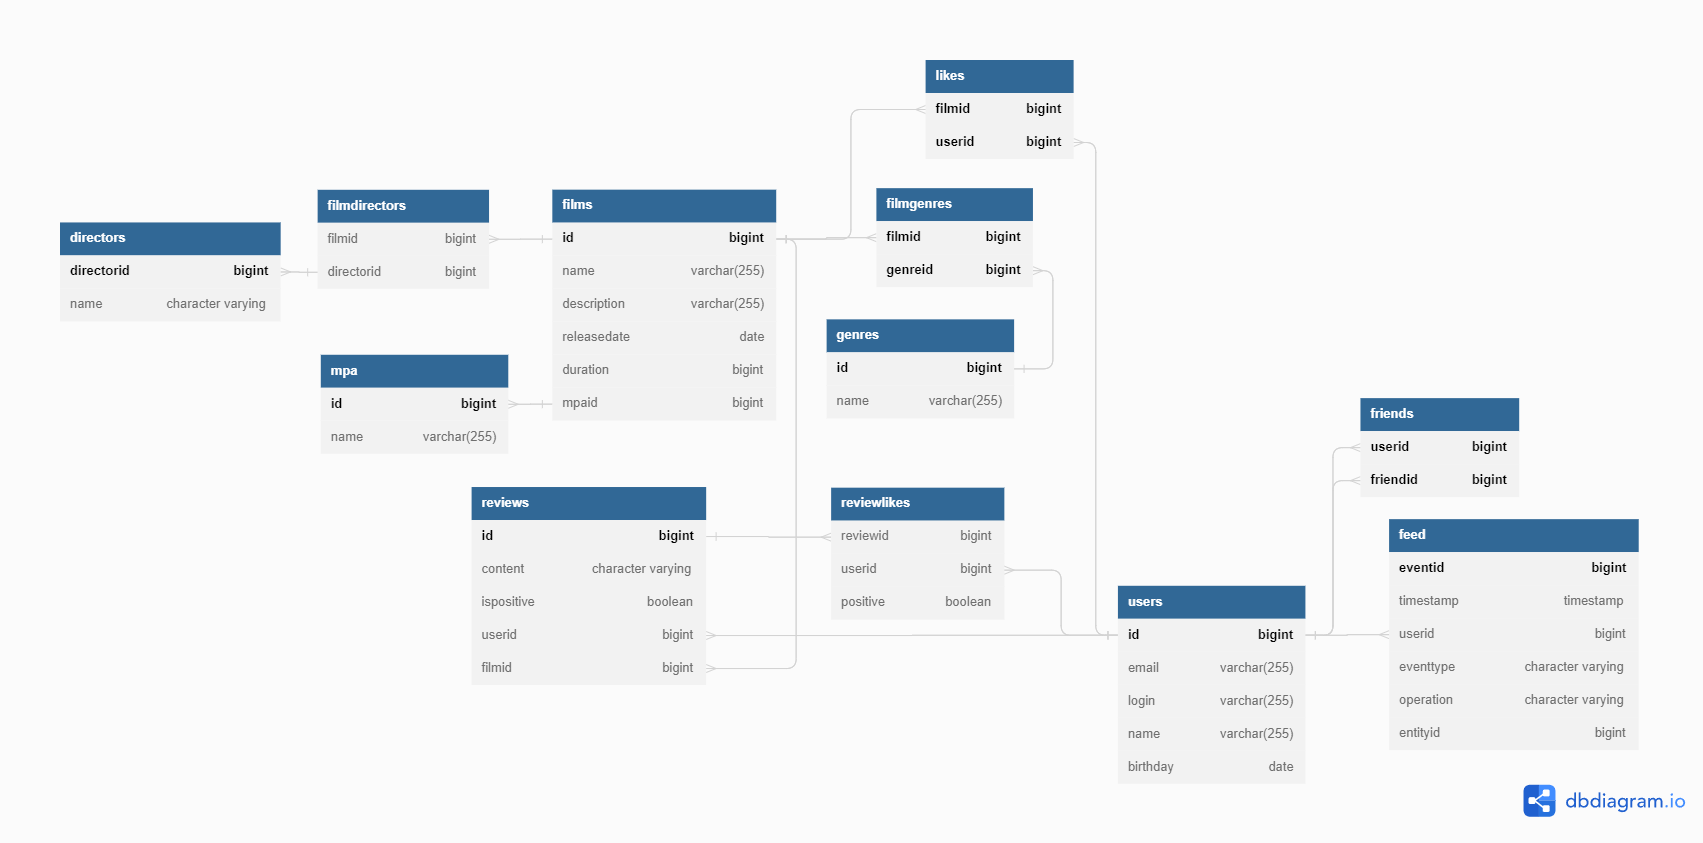 likes
filmid bigint
userid bigint
directors
directorid bigint
name character varying
filmdirectors
filmid bigint
directorid bigint
films
id bigint
name varchar(255)
description varchar(255)
releasedate date
duration bigint
mpaid bigint
filmgenres
filmid bigint
genreid bigint
genres
id bigint
name varchar(255)
mpa
id bigint
name varchar(255)
reviews
id bigint
content character varying
ispositive boolean
userid bigint
filmid bigint
reviewlikes
reviewid bigint
userid bigint
positive boolean
users
id bigint
email varchar(255)
login varchar(255)
name varchar(255)
birthday date
friends
userid bigint
friendid bigint
feed
eventid bigint
timestamp timestamp
userid bigint
eventtype character varying
operation character varying
entityid bigint
dbdiagram.io